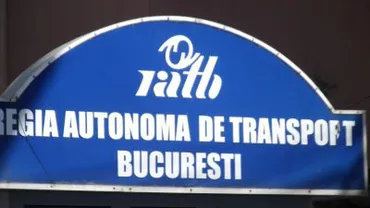 ratb
REGIA AUTONOMA DE TRANSPORT
BUCURESTI